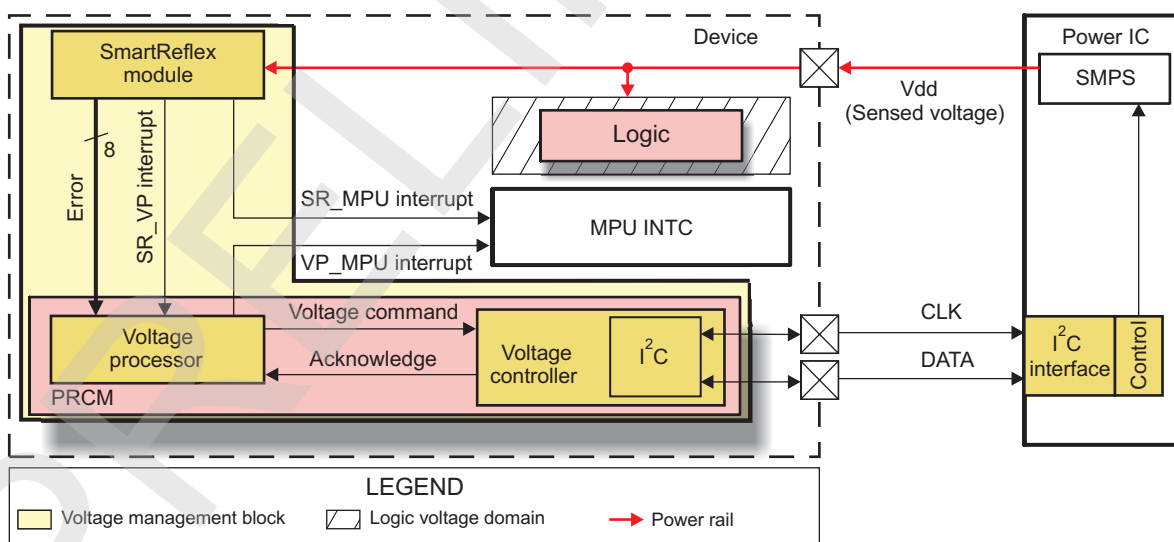 SmartReflex
module
Device
Power IC
SMPS
Vdd
(Sensed voltage)
Logic
8
Error
SR_VP interrupt
SR_MPU interrupt
MPU INTC
VP_MPU interrupt
Voltage command
Voltage
processor
Acknowledge
Voltage
controller
I²C
PRCM
CLK
DATA
I²C
interface
Control
LEGEND
Voltage management block
Logic voltage domain
Power rail